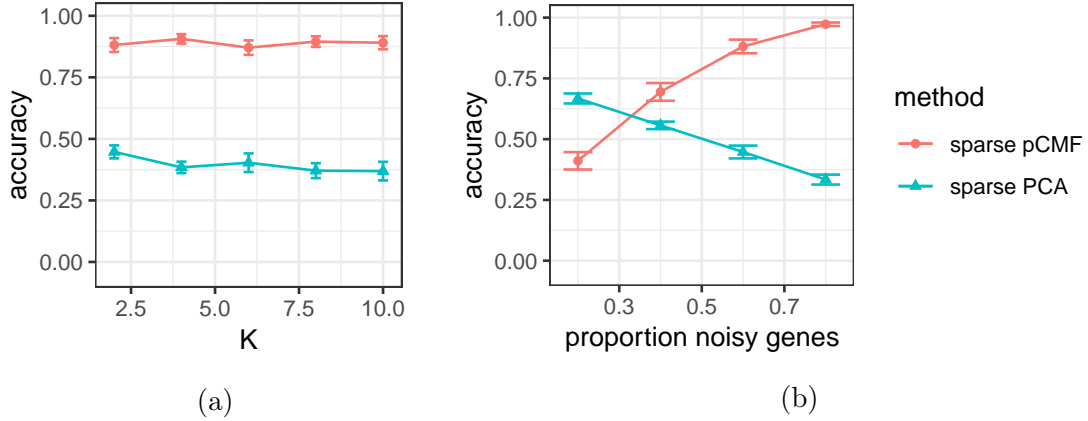 1.00
0.75
0.50
0.25
0.00
accuracy
2.5 5.0 7.5 10.0
K
(a)
1.00
0.75
0.50
0.25
0.00
accuracy
0.3 0.5 0.7
proportion noisy genes
(b)
method
sparse pCMF
sparse PCA